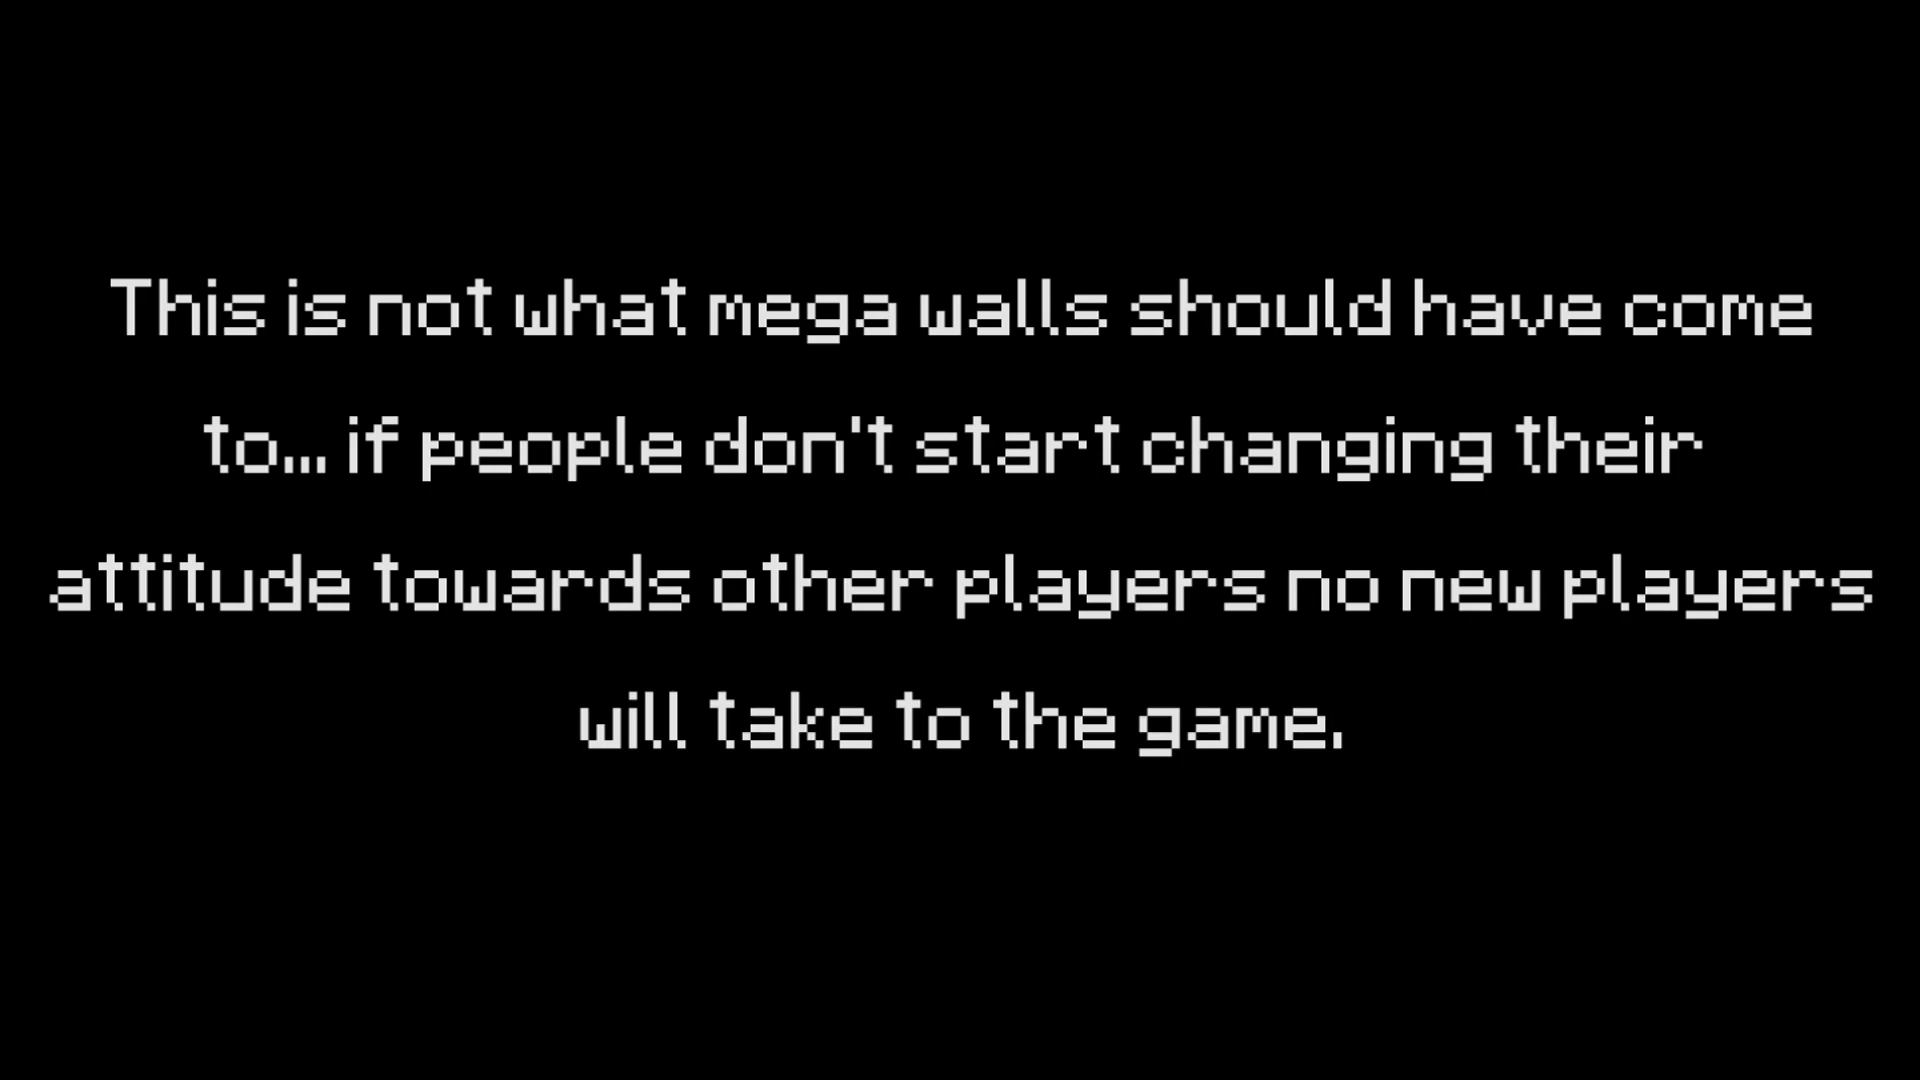 This is not what mega walls should have come
to... if people don't start changing their
attitude towards other players no new players
will take to the game.